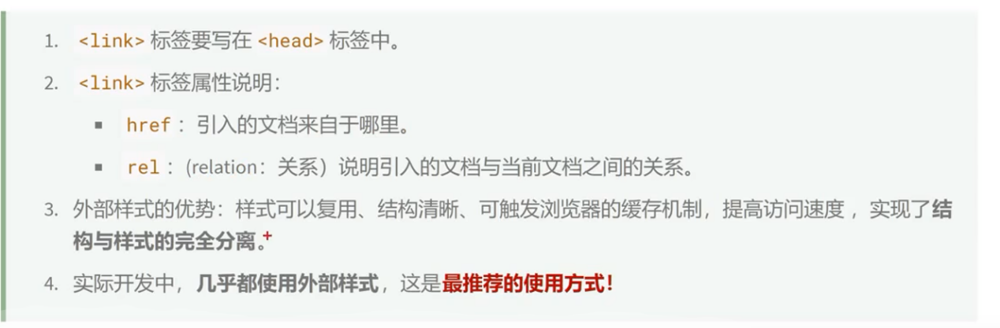 1. <link> 标签要写在 <head> 标签中。
2. <link> 标签属性说明：
▪ href ：引入的文档来自于哪里。
▪ rel ：(relation：关系）说明引入的文档与当前文档之间的关系。
3. 外部样式的优势：样式可以复用、结构清晰、可触发浏览器的缓存机制，提高访问速度 ，实现了结
构与样式的完全分离。
4. 实际开发中，几乎都使用外部样式，这是最推荐的使用方式！